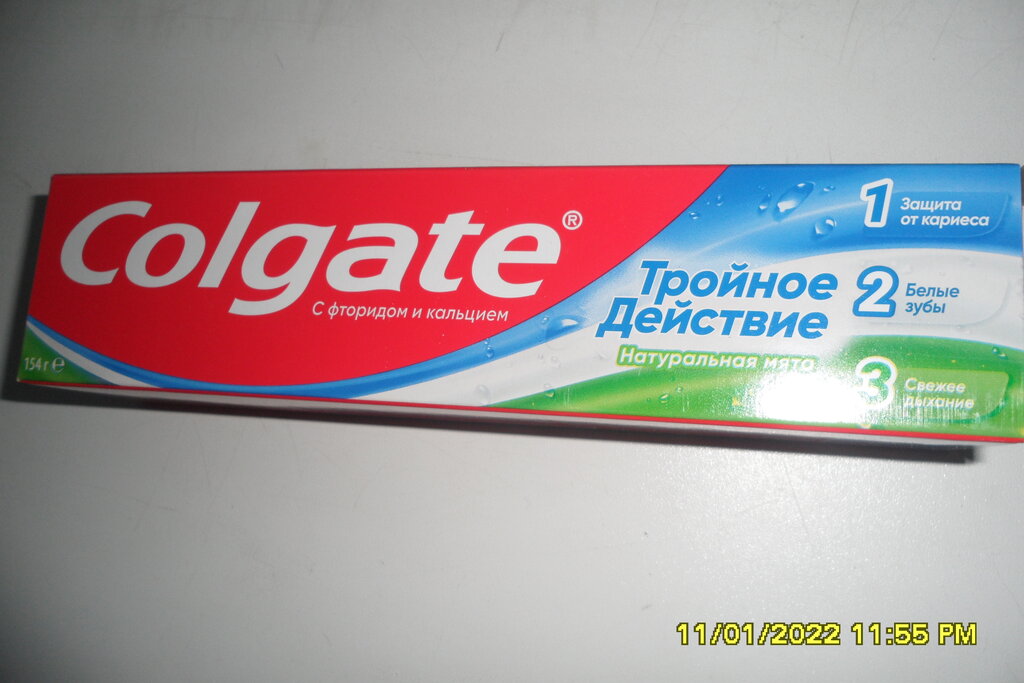 Colgate®
С фторидом и кальцием
154 г ℮
Тройное
Действие
Натуральная мята
1 Защита
от кариеса
2 Белые
зубы
3 Свежее
дыхание
11/01/2022 11:55 PM